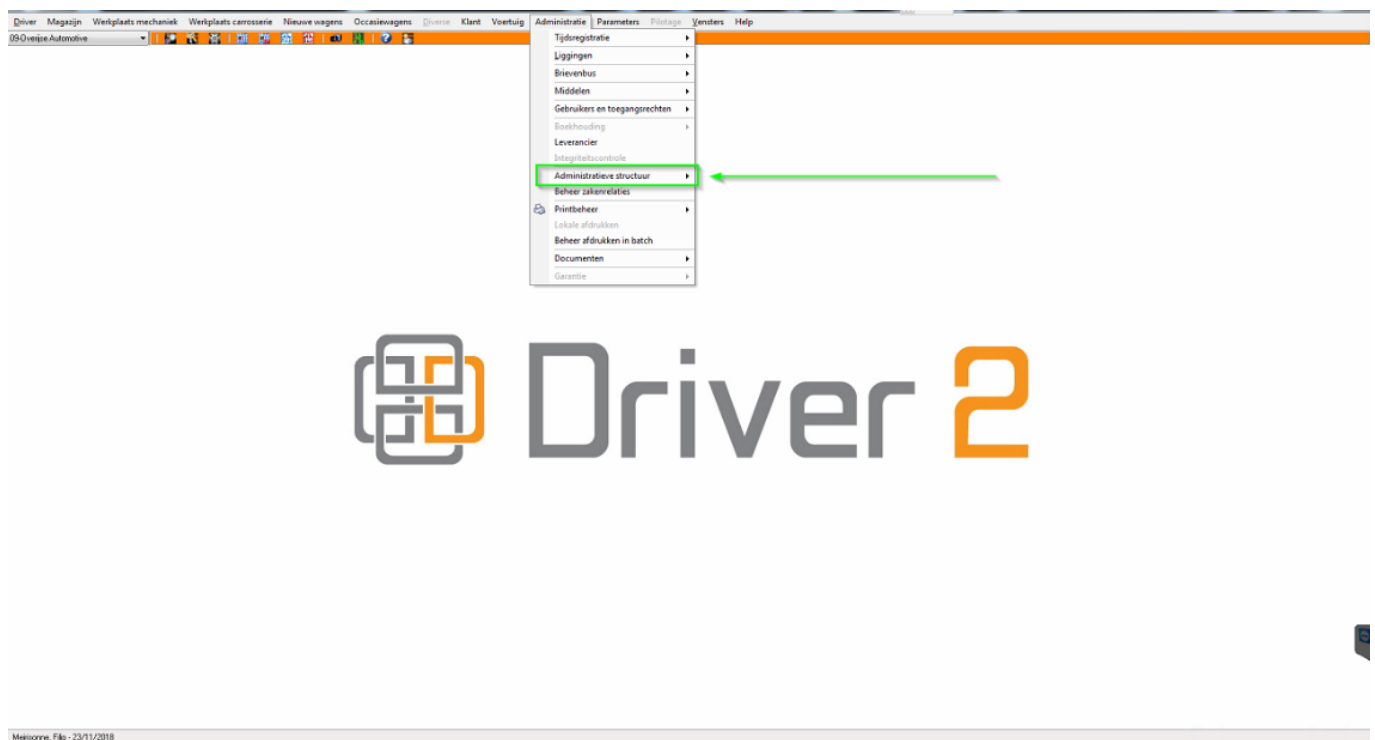 Driver Magazijn Werkplaats mechaniek Werkplaats carrosserie Nieuwe wagens Occasiewagens Diverse Klant Voertuig Administratie Parameters Pilotage Vensters Help
09-Overijse Automotive
Tijdsregistratie
Liggingen
Brievenbus
Middelen
Gebruikers en toegangsrechten
Boekhouding
Leverancier
Integriteitscontrole
Administratieve structuur
Beheer zakenrelaties
Printbeheer
Lokale afdrukken
Beheer afdrukken in batch
Documenten
Garantie
Driver 2
Meirsonne, Filip - 23/11/2018